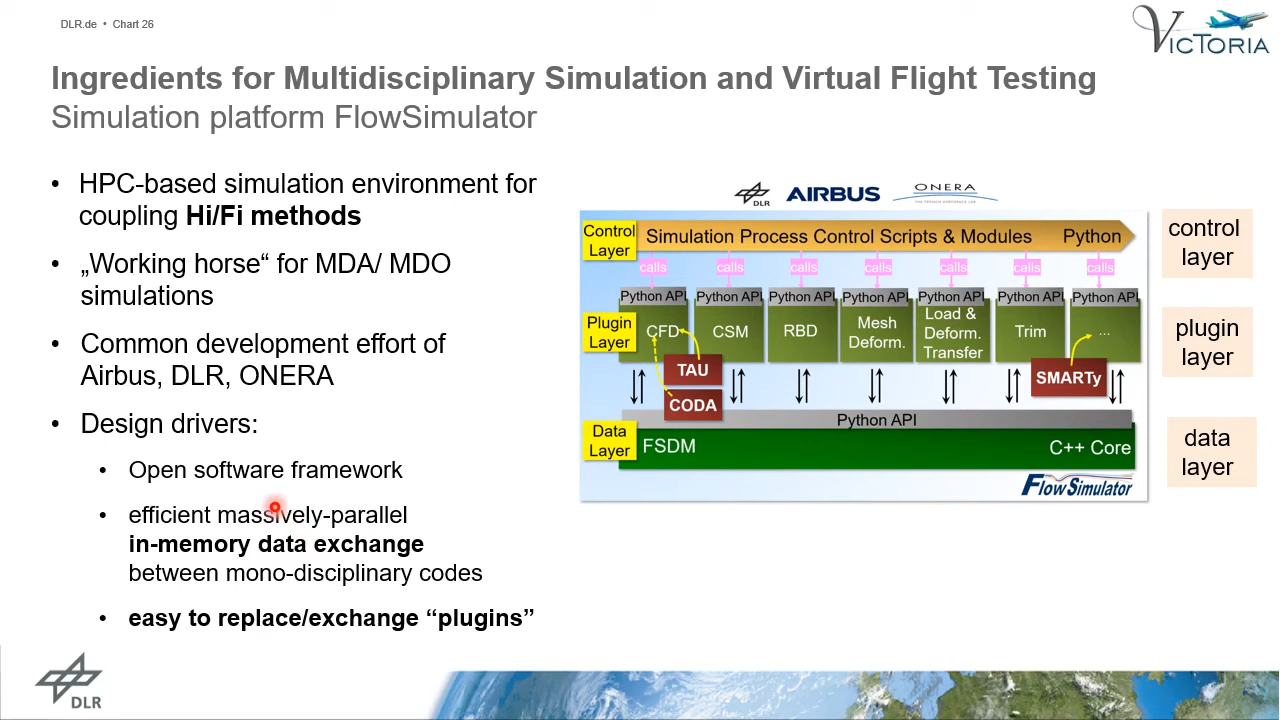 DLR.de • Chart 26
VICTORIA
Ingredients for Multidisciplinary Simulation and Virtual Flight Testing
Simulation platform FlowSimulator
• HPC-based simulation environment for
coupling Hi/Fi methods
• „Working horse“ for MDA/ MDO
simulations
• Common development effort of
Airbus, DLR, ONERA
• Design drivers:
• Open software framework
• efficient massively-parallel
in-memory data exchange
between mono-disciplinary codes
• easy to replace/exchange “plugins”
DLR AIRBUS ONERA
THE FRENCH AEROSPACE LAB
Control
Layer
Simulation Process Control Scripts & Modules Python
calls calls calls calls calls calls calls
Python API Python API Python API Python API Python API Python API Python API
Plugin
Layer
CFD CSM RBD
Mesh
Deform.
Load &
Deform.
Transfer
Trim ...
TAU
CODA
SMARTy
Python API
Data
Layer
FSDM C++ Core
FLOWSIMULATOR
control
layer
plugin
layer
data
layer
DLR